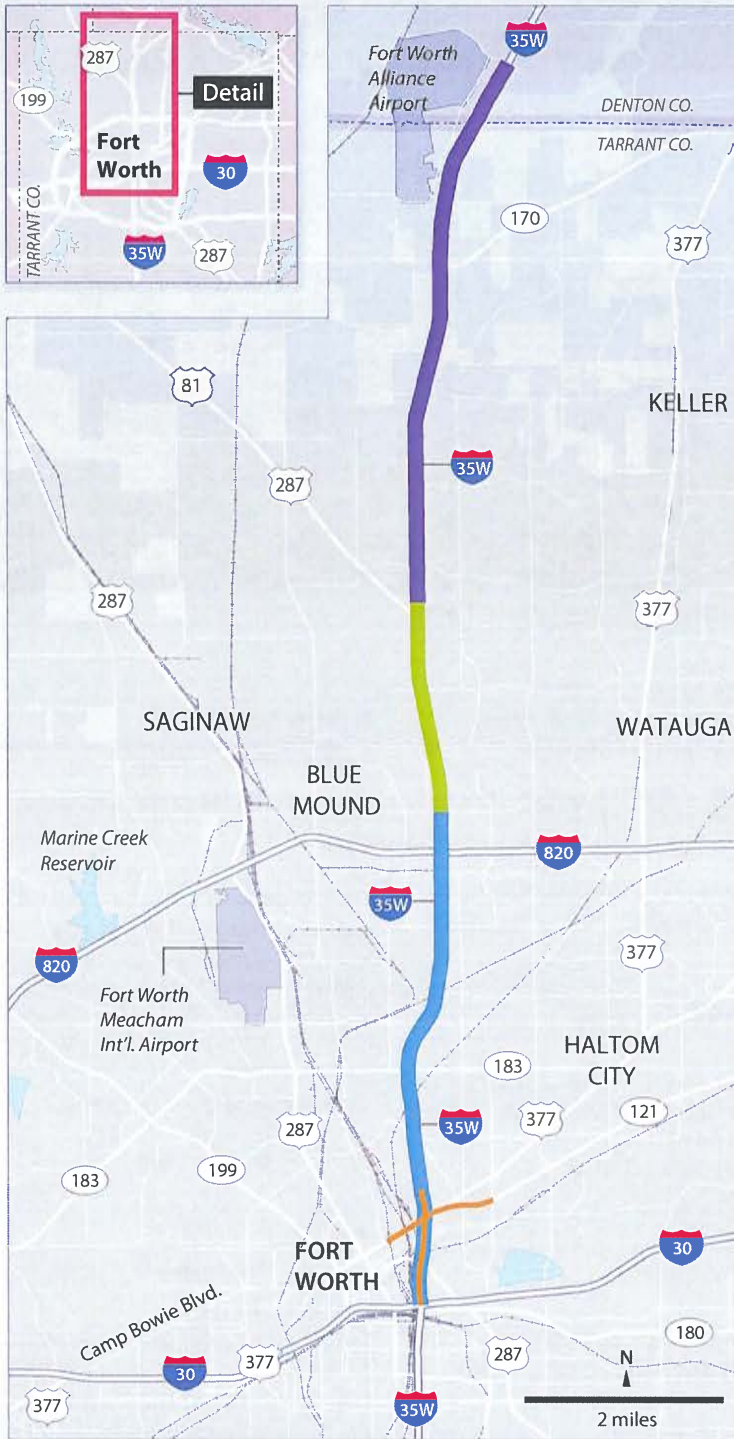 287
199
Detail
Fort
Worth
30
TARRANT CO.
35W
287
Fort Worth
Alliance
Airport
35W
DENTON CO.
TARRANT CO.
170
377
81
KELLER
35W
287
287
377
SAGINAW
WATAUGA
BLUE
MOUND
Marine Creek
Reservoir
820
35W
820
377
Fort Worth
Meacham
Int'l. Airport
HALTOM
CITY
183
377
121
287
35W
183
199
30
FORT
WORTH
Camp Bowie Blvd.
180
377
287
30
N
377
35W
2 miles